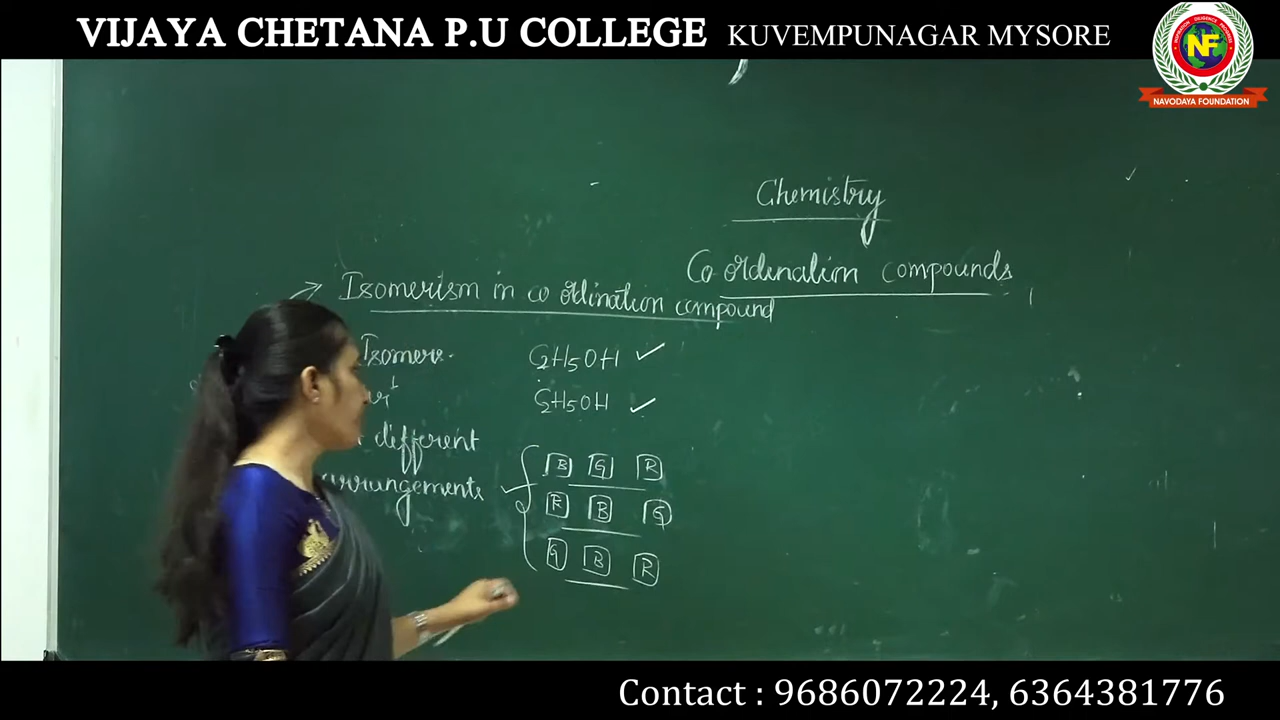 VIJAYA CHETANA P.U COLLEGE KUVEMPUNAGAR MYSORE
NF
NAVODAYA FOUNDATION
Chemistry
Co ordination compounds
Isomerism in co ordination compound
Isomers.
C2H5OH
C2H5OH
different
arrangements
B G R
R B G
G B R
Contact : 9686072224, 6364381776